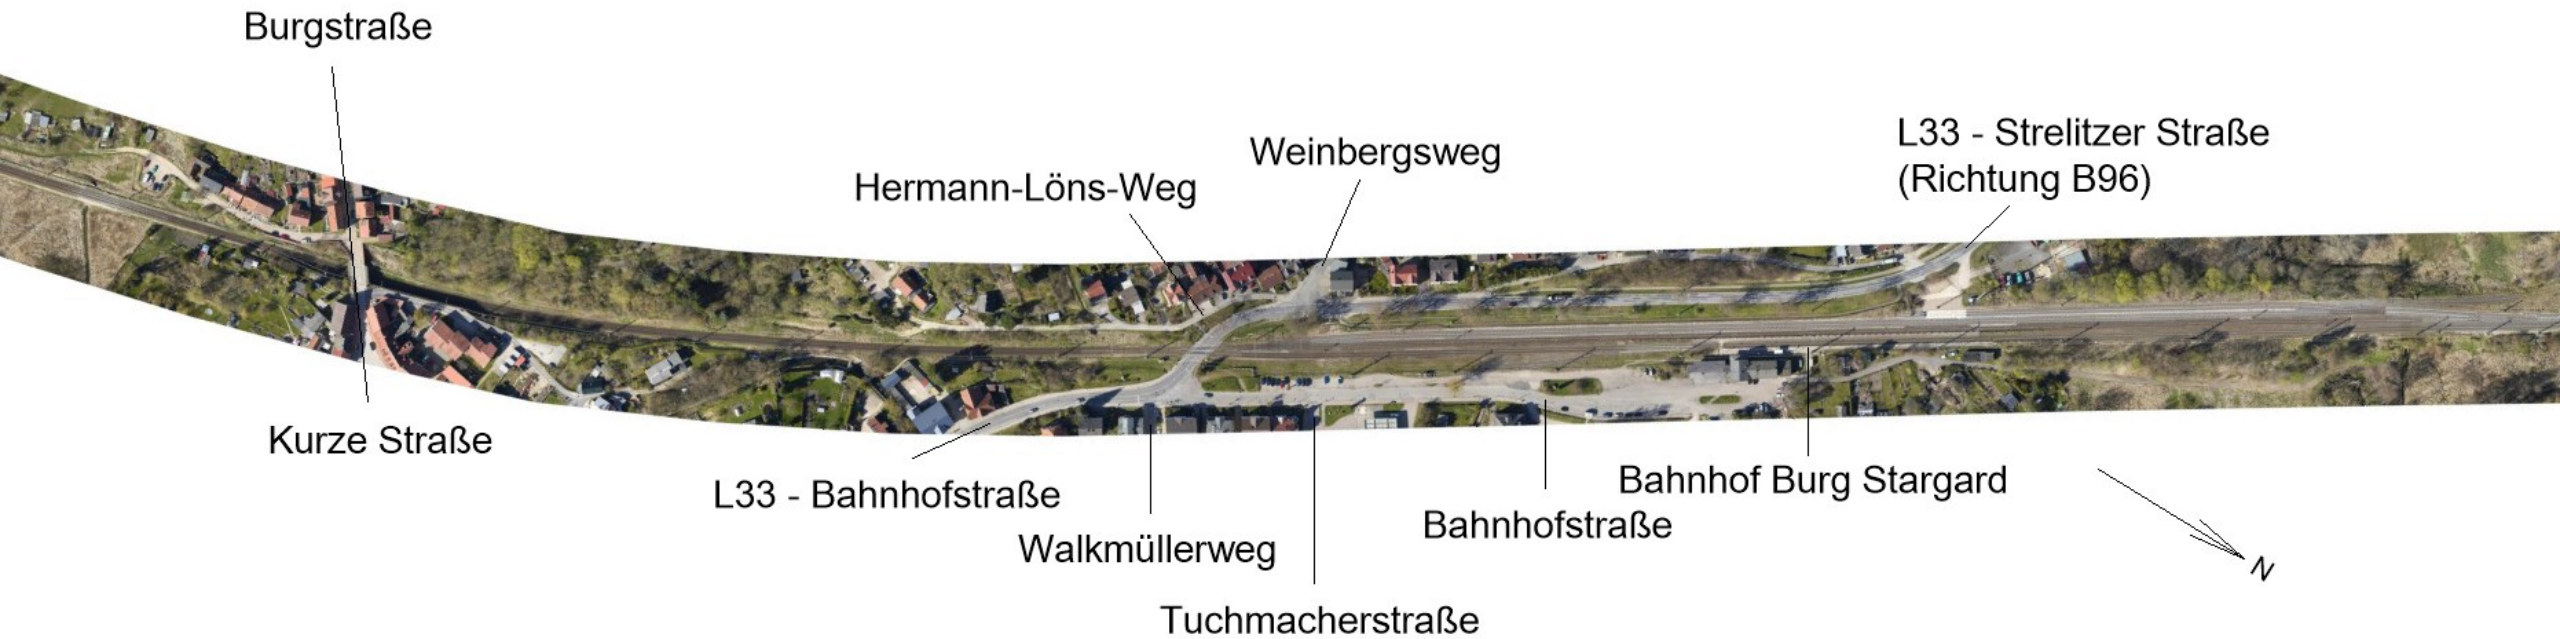 Burgstraße
L33 - Strelitzer Straße
(Richtung B96)
Weinbergsweg
Hermann-Löns-Weg
Kurze Straße
L33 - Bahnhofstraße
Bahnhof Burg Stargard
Bahnhofstraße
Walkmüllerweg
N
Tuchmacherstraße